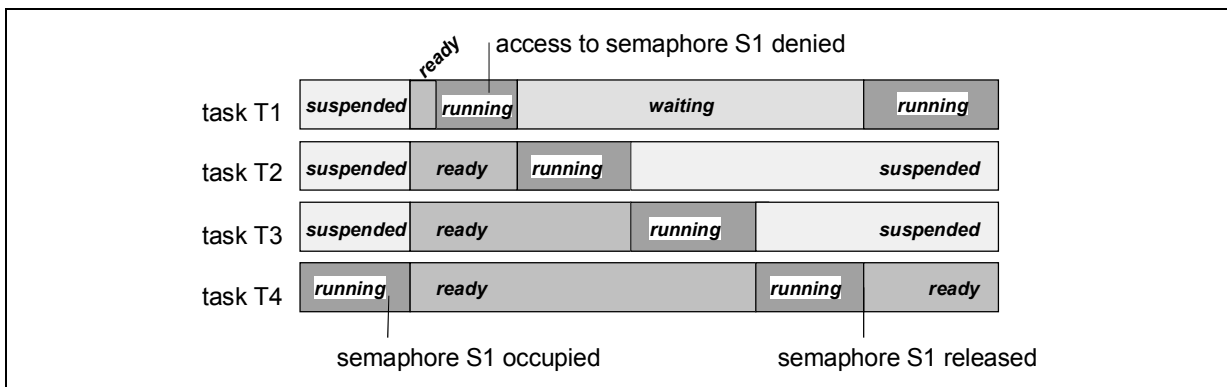 ready
access to semaphore S1 denied
task T1 suspended running waiting running
task T2 suspended ready running suspended
task T3 suspended ready running suspended
task T4 running ready running ready
semaphore S1 occupied semaphore S1 released